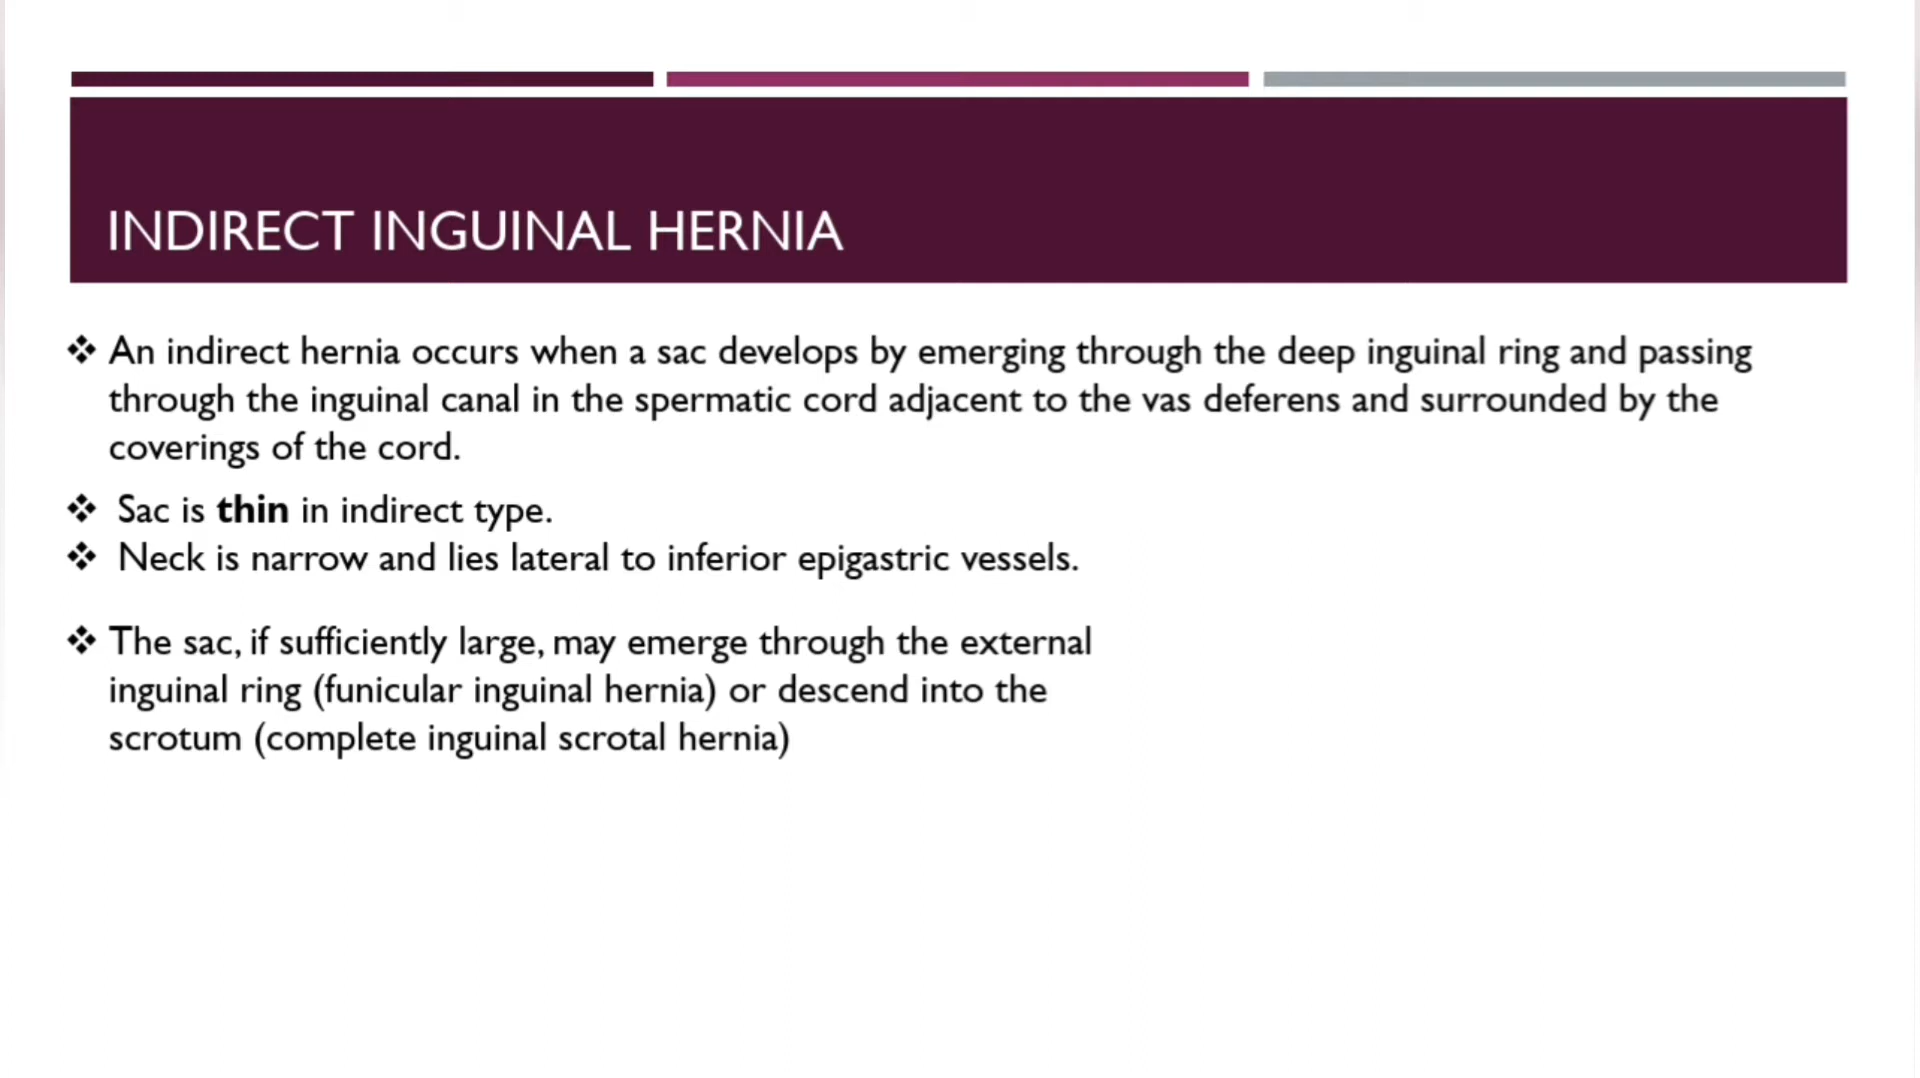 INDIRECT INGUINAL HERNIA
❖ An indirect hernia occurs when a sac develops by emerging through the deep inguinal ring and passing
through the inguinal canal in the spermatic cord adjacent to the vas deferens and surrounded by the
coverings of the cord.
❖ Sac is thin in indirect type.
❖ Neck is narrow and lies lateral to inferior epigastric vessels.
❖ The sac, if sufficiently large, may emerge through the external
inguinal ring (funicular inguinal hernia) or descend into the
scrotum (complete inguinal scrotal hernia)